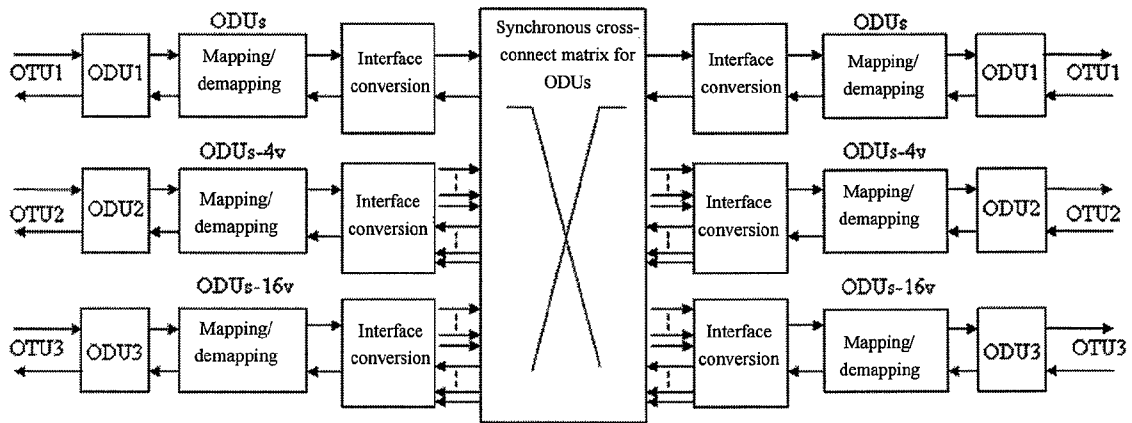 ODUs
Synchronous cross-
connect matrix for
ODUs
ODUs
OTU1
ODU1
Mapping/
demapping
Interface
conversion
Interface
conversion
Mapping/
demapping
ODU1
OTU1
ODUs-4v
ODUs-4v
OTU2
ODU2
Mapping/
demapping
Interface
conversion
Interface
conversion
Mapping/
demapping
ODU2
OTU2
ODUs-16v
ODUs-16v
OTU3
ODU3
Mapping/
demapping
Interface
conversion
Interface
conversion
Mapping/
demapping
ODU3
OTU3